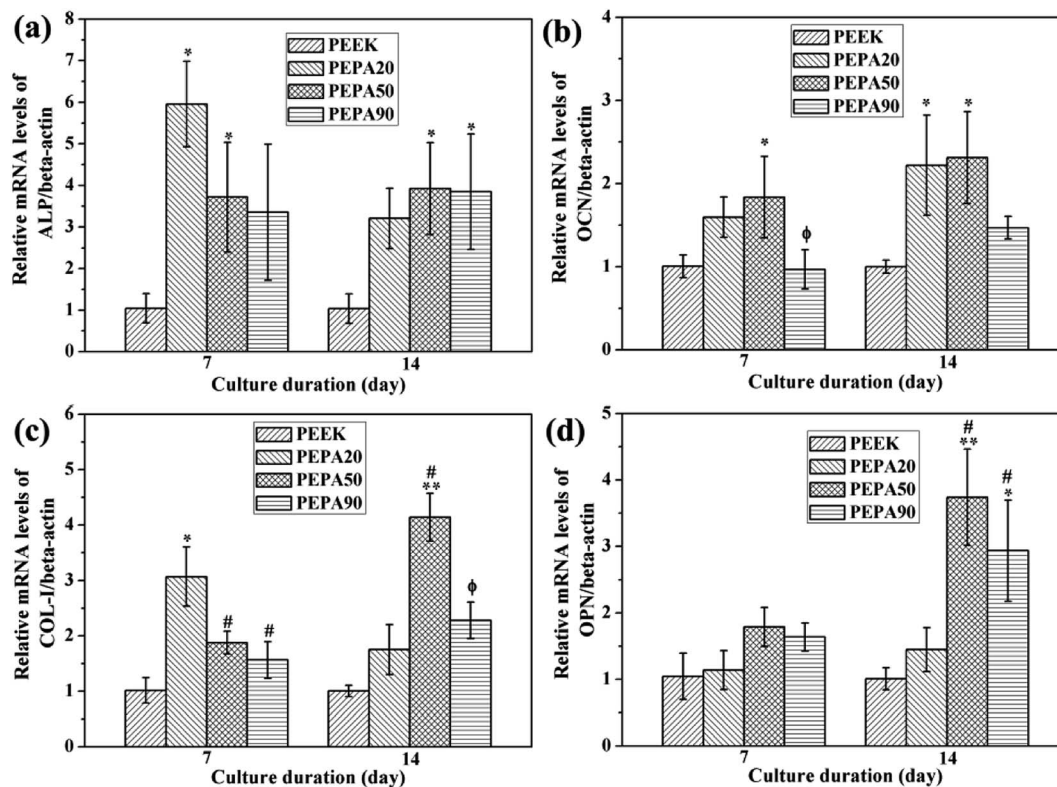 (a)
PEEK
PEPA20
PEPA50
PEPA90
Relative mRNA levels of
ALP/beta-actin
8
7
6
5
4
3
2
1
0
*
*
*
*
7
14
Culture duration (day)
(b)
PEEK
PEPA20
PEPA50
PEPA90
Relative mRNA levels of
OCN/beta-actin
4
3
2
1
0
*
ϕ
*
*
7
14
Culture duration (day)
(c)
PEEK
PEPA20
PEPA50
PEPA90
Relative mRNA levels of
COL-I/beta-actin
6
5
4
3
2
1
0
*
#
#
#
**
ϕ
7
14
Culture duration (day)
(d)
PEEK
PEPA20
PEPA50
PEPA90
Relative mRNA levels of
OPN/beta-actin
5
4
3
2
1
0
#
**
#
*
7
14
Culture duration (day)